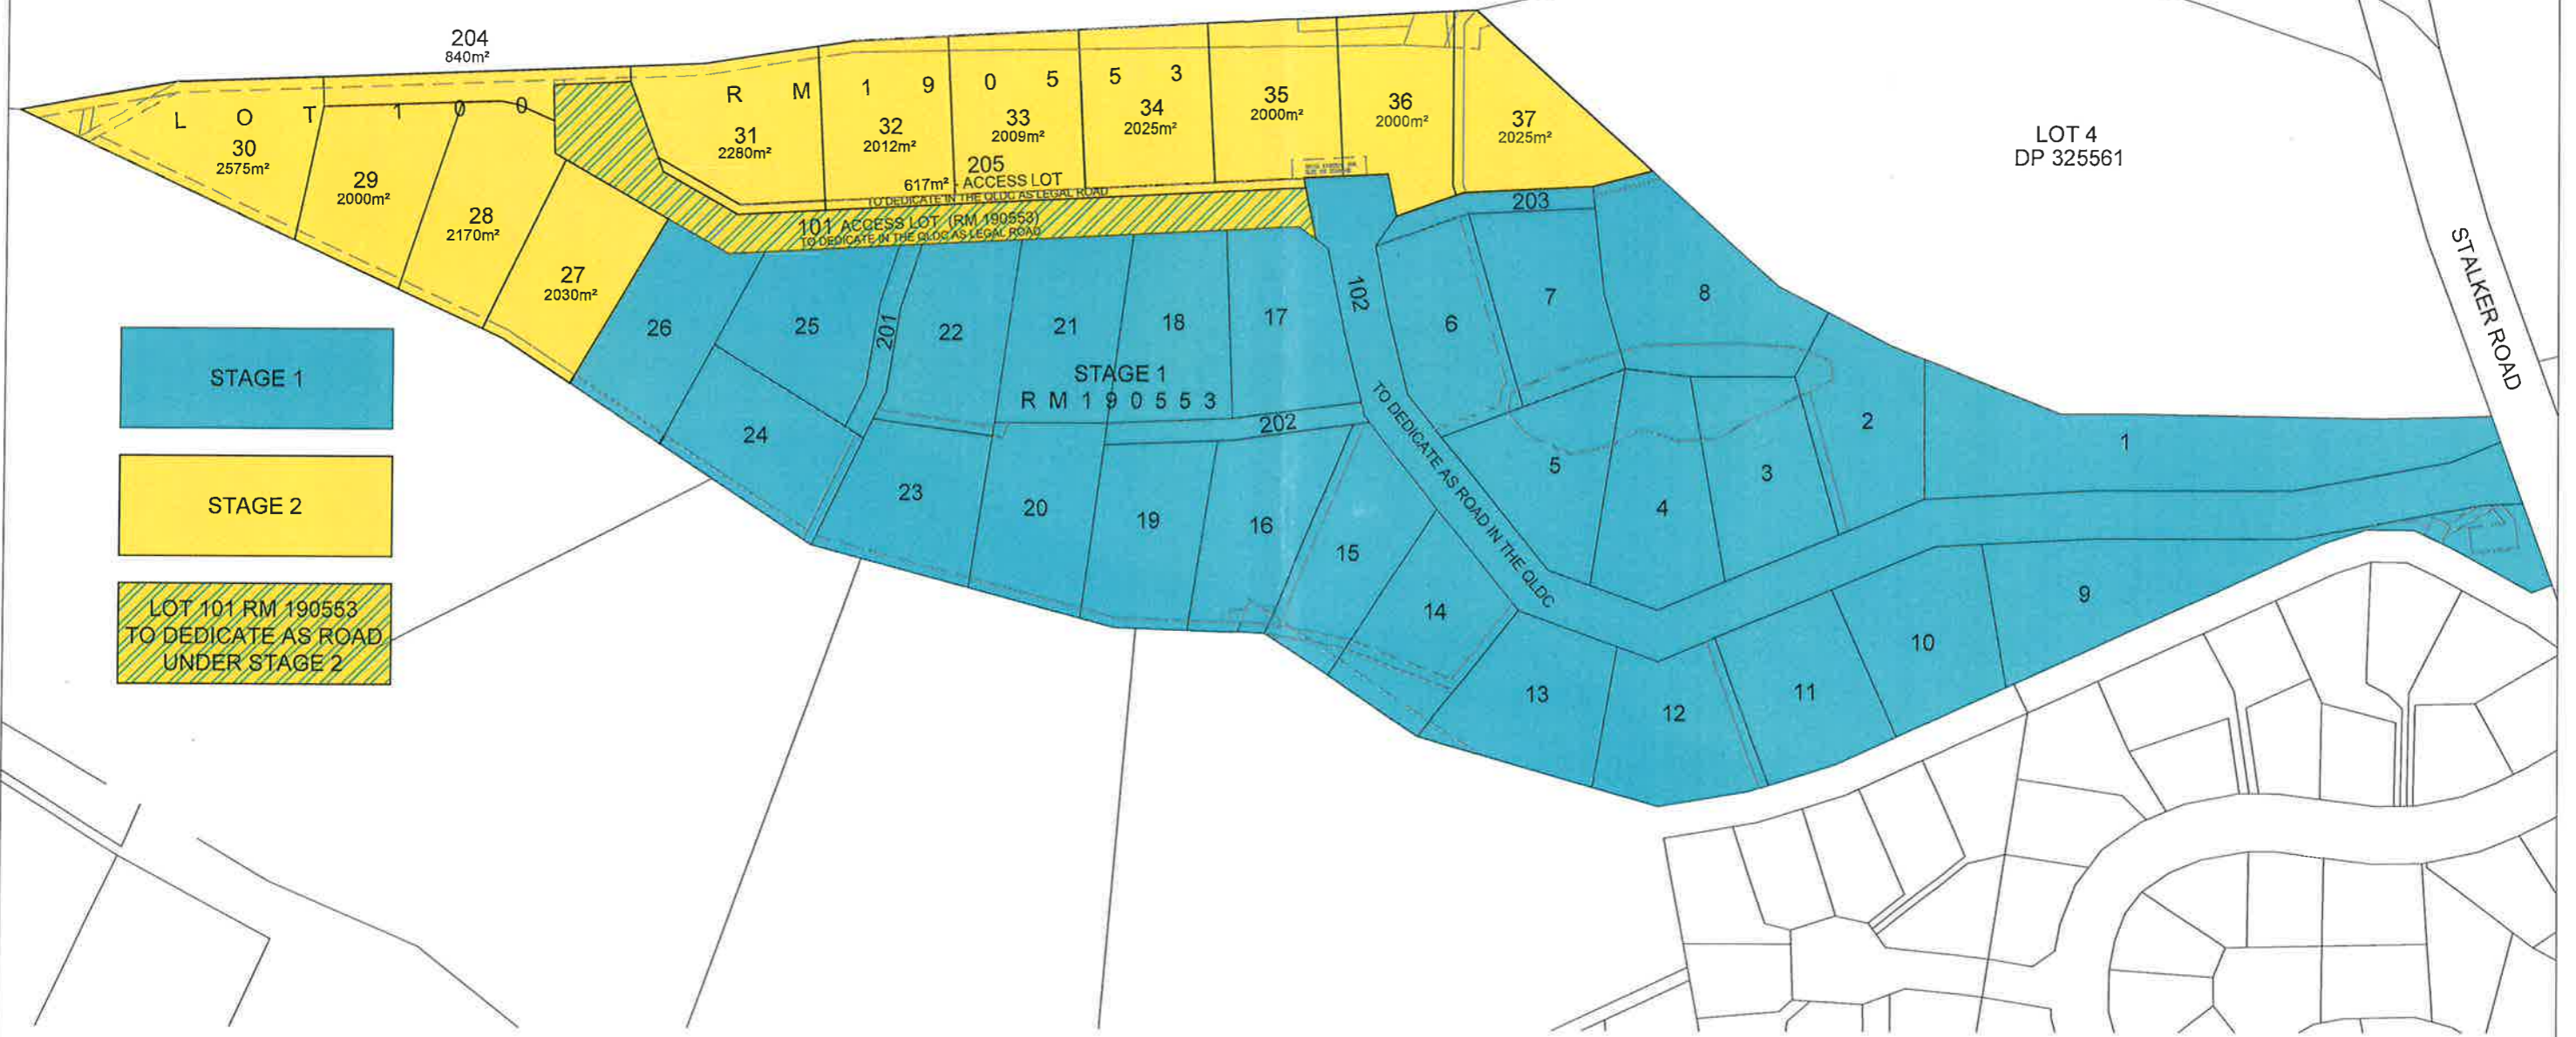 204
840m²
L O T 1 0 0 R M 1 9 0 5 5 3
30
2575m²
29
2000m²
28
2170m²
27
2030m²
31
2280m²
32
2012m²
33
2009m²
34
2025m²
35
2000m²
36
2000m²
37
2025m²
205
617m² - ACCESS LOT
TO DEDICATE IN THE QLDC AS LEGAL ROAD
101 ACCESS LOT (RM 190553)
TO DEDICATE IN THE QLDC AS LEGAL ROAD
LOT 4
DP 325561
STALKER ROAD
203
102
TO DEDICATE AS ROAD IN THE QLDC
26
25
201
22
21
18
17
6
7
8
STAGE 1
R M 1 9 0 5 5 3
202
24
23
20
19
16
15
14
13
12
11
10
9
5
4
3
2
1
STAGE 1
STAGE 2
LOT 101 RM 190553
TO DEDICATE AS ROAD
UNDER STAGE 2